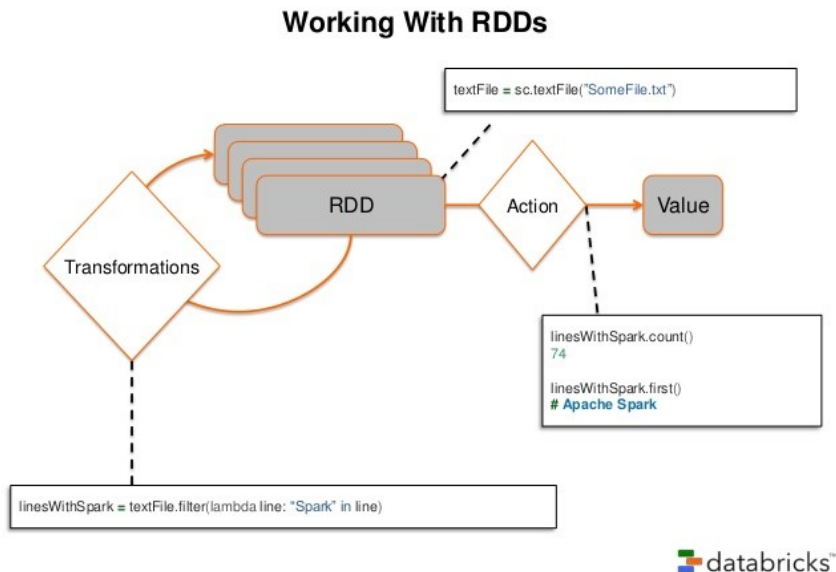 Working With RDDs
textFile = sc.textFile("SomeFile.txt")
RDD
Action
Value
Transformations
linesWithSpark.count()
74
linesWithSpark.first()
# Apache Spark
linesWithSpark = textFile.filter(lambda line: "Spark" in line)
databricks™